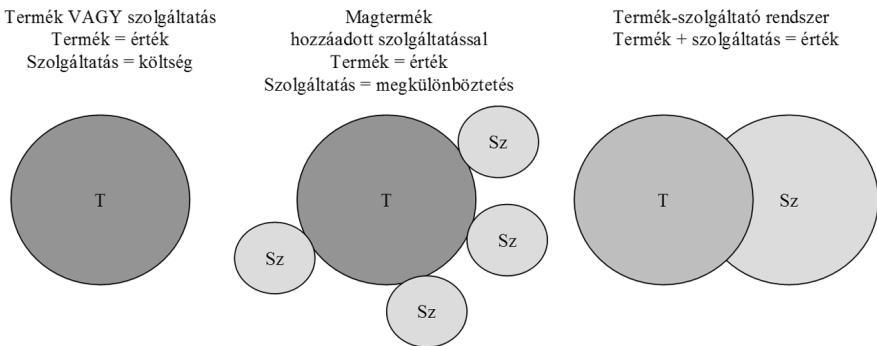 Termék VAGY szolgáltatás
Termék = érték
Szolgáltatás = költség
Magtermék
hozzáadott szolgáltatással
Termék = érték
Szolgáltatás = megkülönböztetés
Termék-szolgáltató rendszer
Termék + szolgáltatás = érték
T
T
Sz
Sz
Sz
Sz
T
Sz